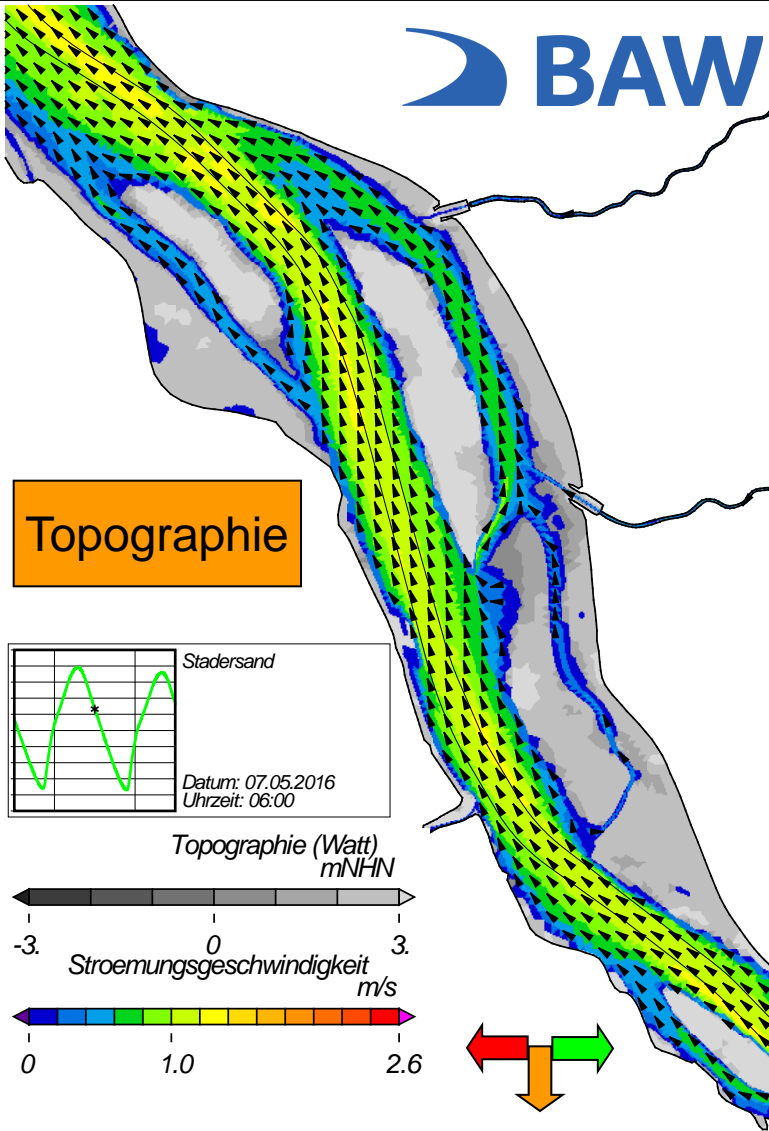 BAW
Topographie
Stadersand
Datum: 07.05.2016
Uhrzeit: 06:00
Topographie (Watt)
mNHN
-3. 0 3.
Stroemungsgeschwindigkeit
m/s
0 1.0 2.6